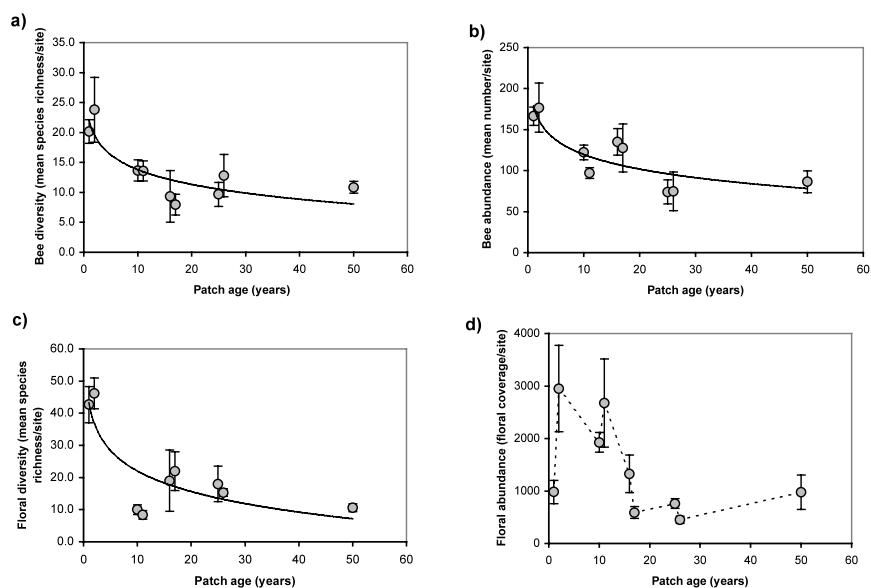 a)
Bee diversity (mean species richness/site)
35.0
30.0
25.0
20.0
15.0
10.0
5.0
0.0
0 10 20 30 40 50 60
Patch age (years)
b)
Bee abundance (mean number/site)
250
200
150
100
50
0
0 10 20 30 40 50 60
Patch age (years)
c)
Floral diversity (mean species
richness/site)
60.0
50.0
40.0
30.0
20.0
10.0
0.0
0 10 20 30 40 50 60
Patch age (years)
d)
Floral abundance (floral coverage/site)
4000
3000
2000
1000
0
0 10 20 30 40 50 60
Patch age (years)